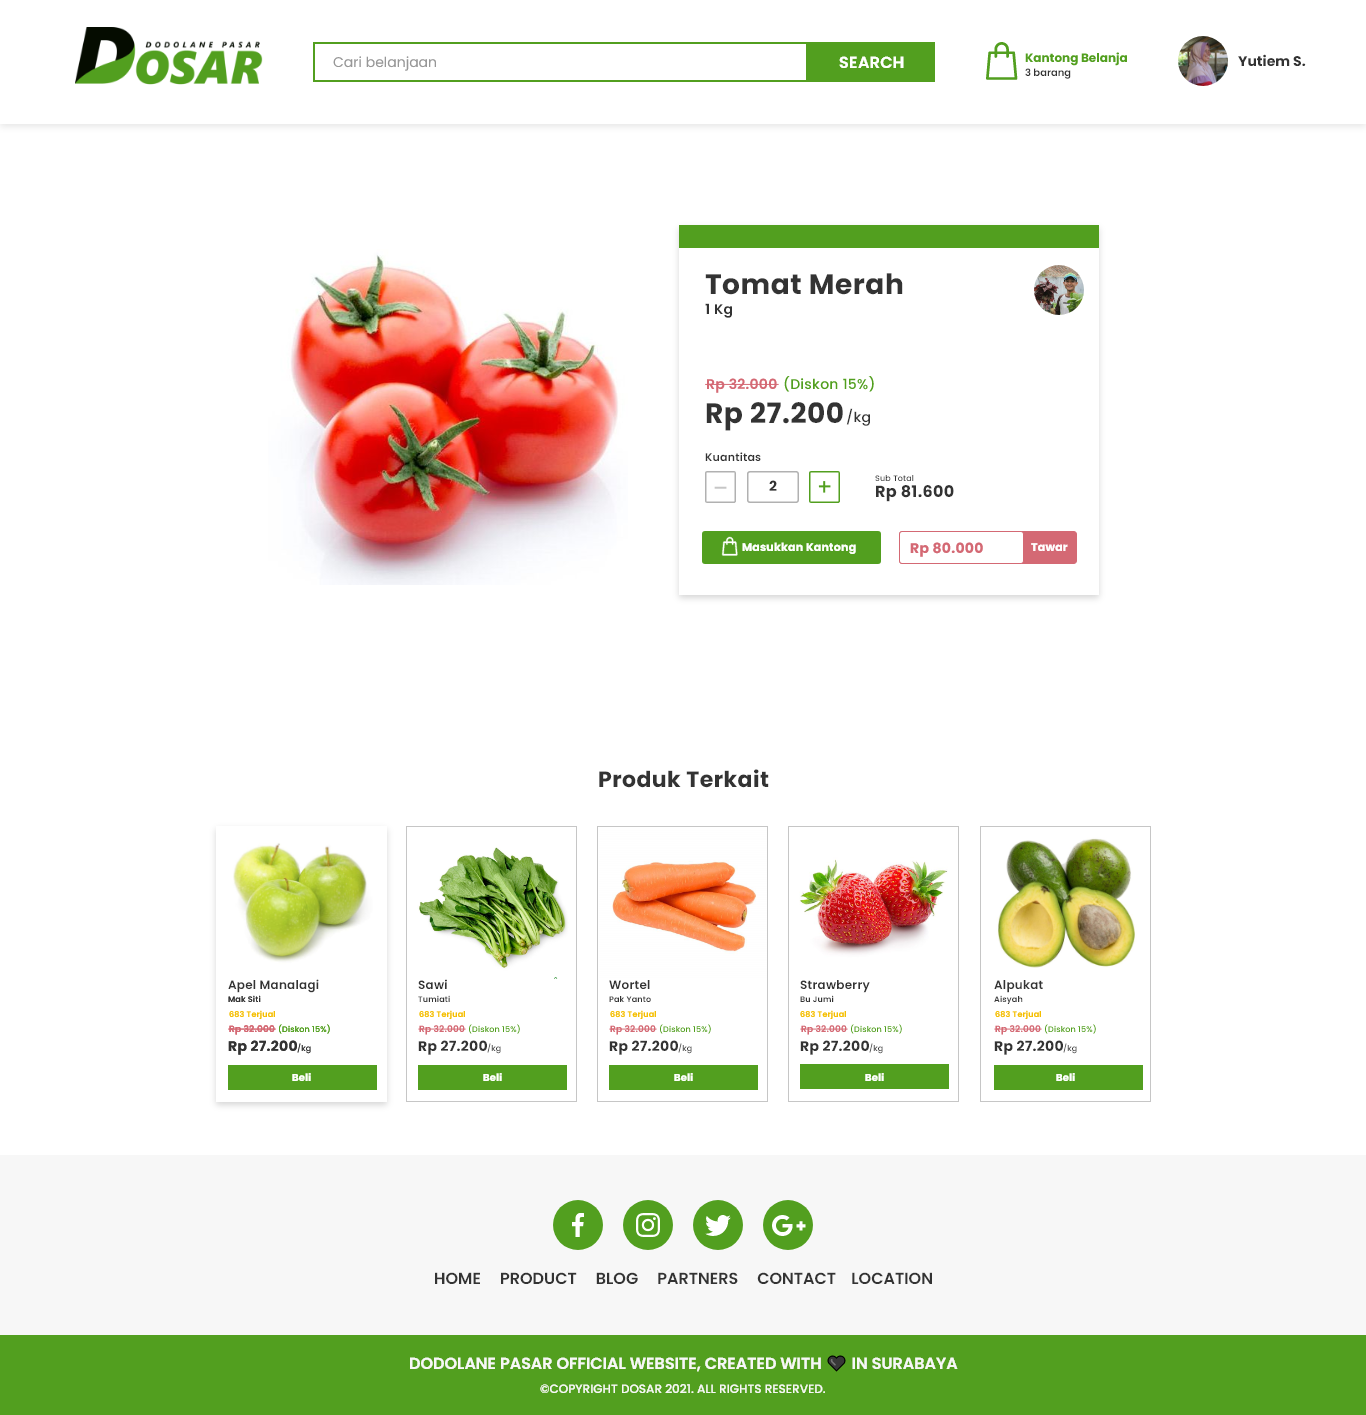 DODOLANE PASAR
DOSAR
Cari belanjaan
SEARCH
Kantong Belanja
3 barang
Yutiem S.
Tomat Merah
1 Kg
Rp 32.000 (Diskon 15%)
Rp 27.200/kg
Kuantitas
2
Sub Total
Rp 81.600
Masukkan Kantong
Rp 80.000
Tawar
Produk Terkait
Apel Manalagi
Mak Siti
683 Terjual
Rp 32.000 (Diskon 15%)
Rp 27.200/kg
Beli
Sawi
Tumiati
683 Terjual
Rp 32.000 (Diskon 15%)
Rp 27.200/kg
Beli
Wortel
Pak Yanto
683 Terjual
Rp 32.000 (Diskon 15%)
Rp 27.200/kg
Beli
Strawberry
Bu Jumi
683 Terjual
Rp 32.000 (Diskon 15%)
Rp 27.200/kg
Beli
Alpukat
Aisyah
683 Terjual
Rp 32.000 (Diskon 15%)
Rp 27.200/kg
Beli
HOME PRODUCT BLOG PARTNERS CONTACT LOCATION
DODOLANE PASAR OFFICIAL WEBSITE, CREATED WITH 🖤 IN SURABAYA
©COPYRIGHT DOSAR 2021. ALL RIGHTS RESERVED.